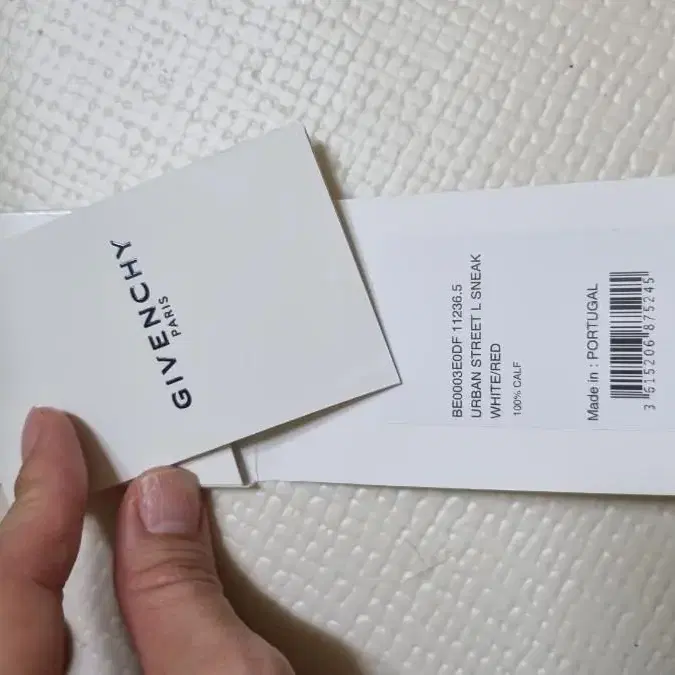 GIVENCHY
PARIS
BE0003E0DF 11236.5
URBAN STREET L SNEAK
WHITE/RED
100% CALF
Made in : PORTUGAL
3 615206 875245